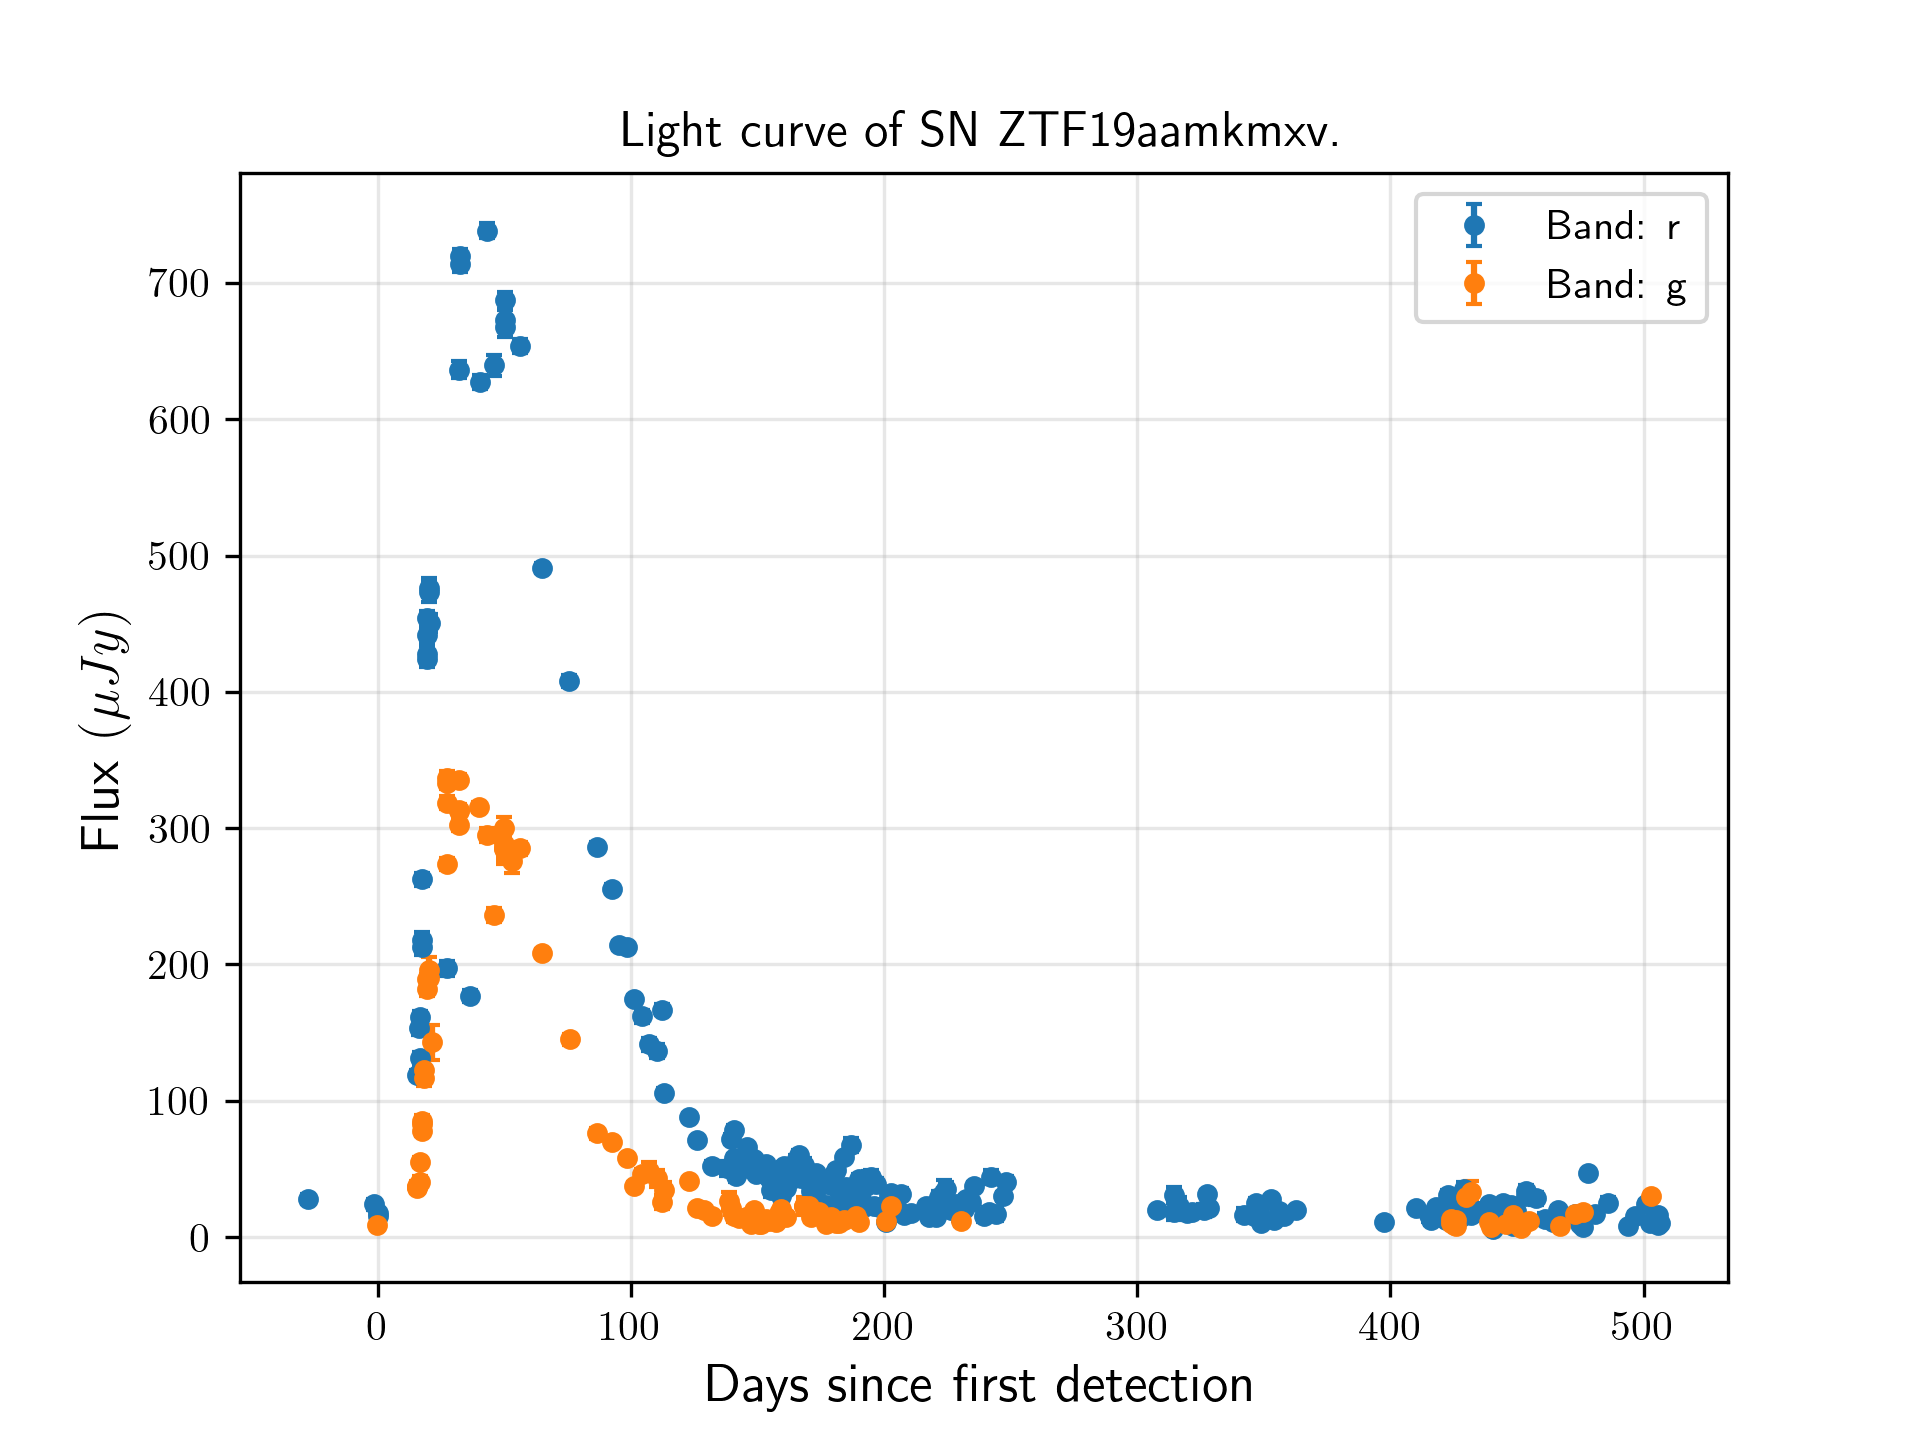 Light curve of SN ZTF19aamkmxv.
Band: r
Band: g
Flux (μJy)
700
600
500
400
300
200
100
0
0 100 200 300 400 500
Days since first detection